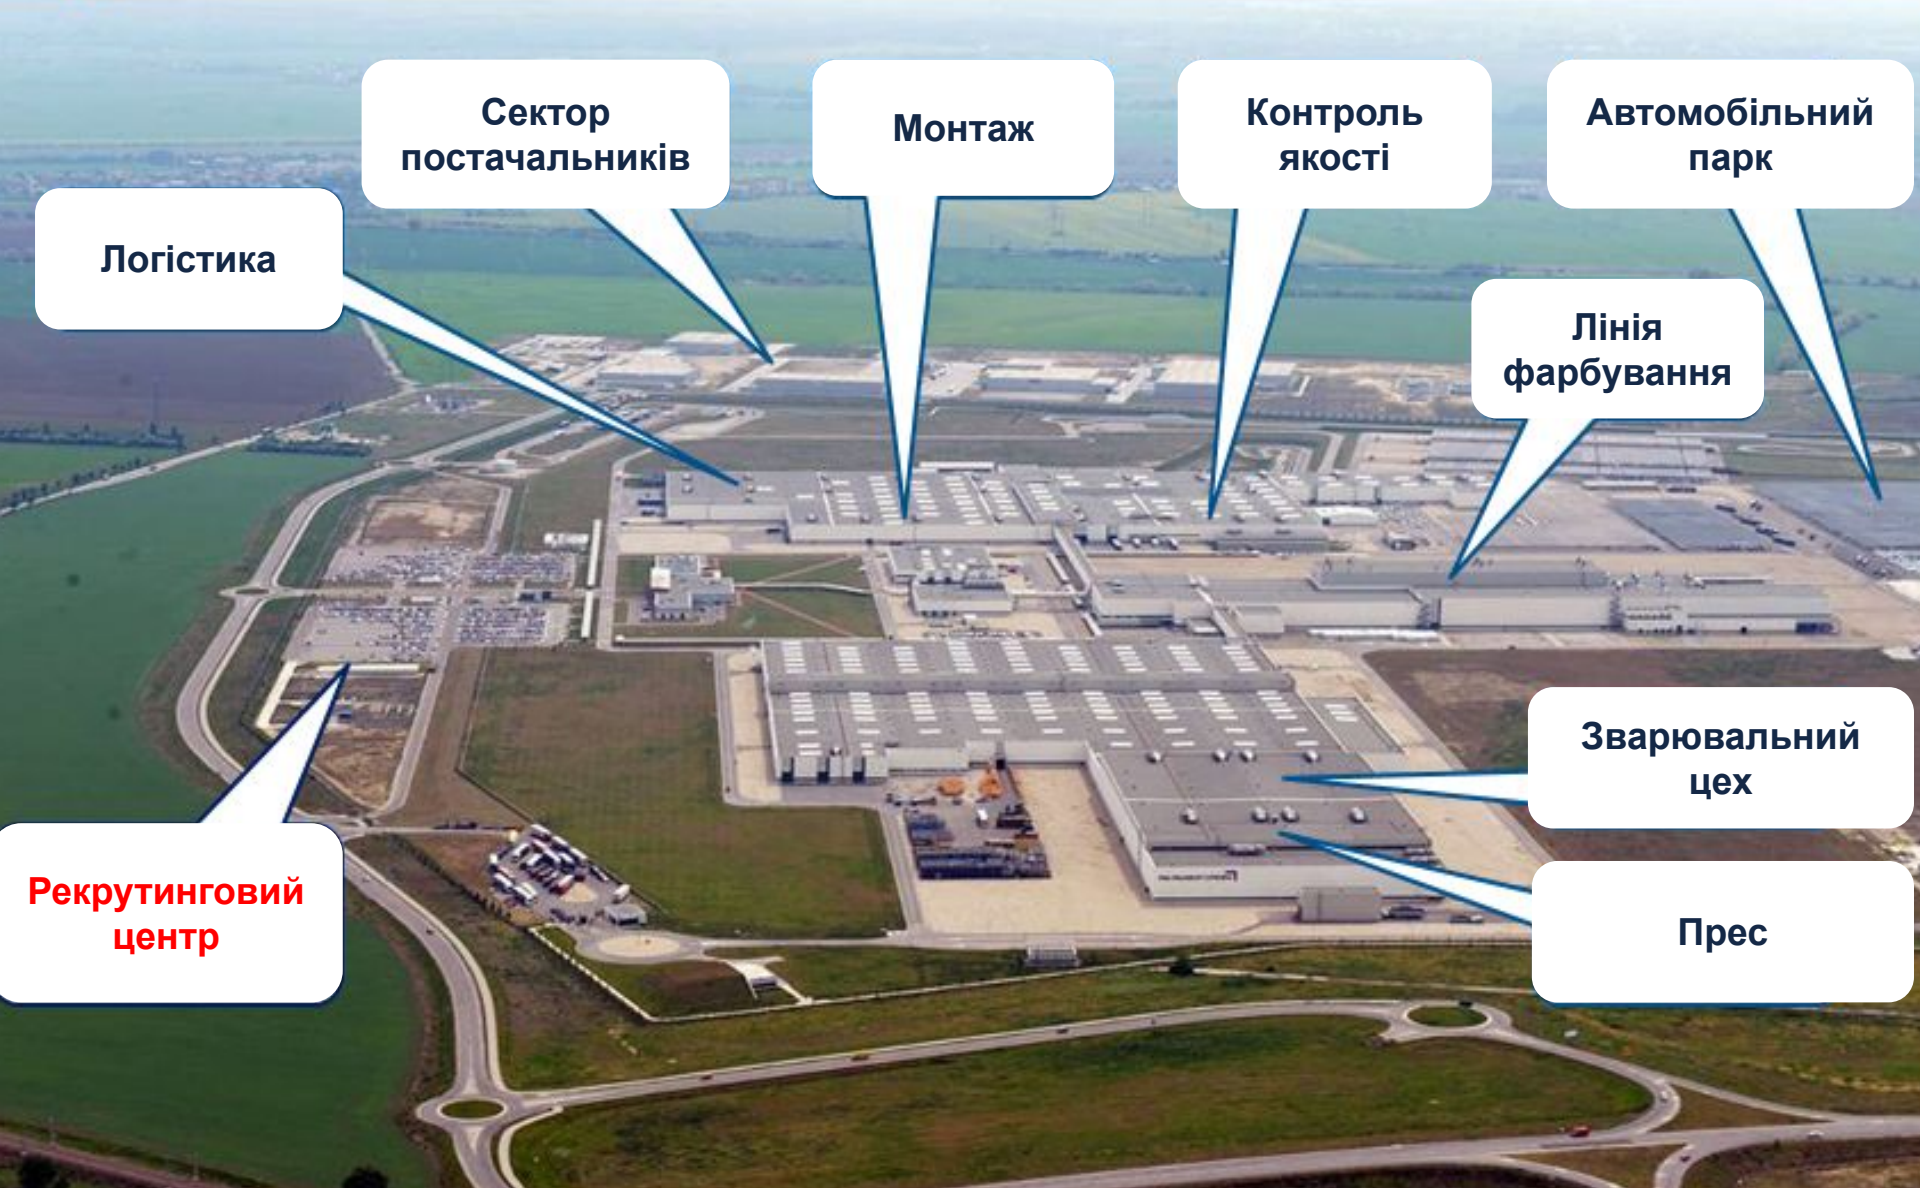 Сектор
постачальників
Монтаж
Контроль
якості
Автомобільний
парк
Логістика
Лінія
фарбування
Зварювальний
цех
Рекрутинговий
центр
Прес